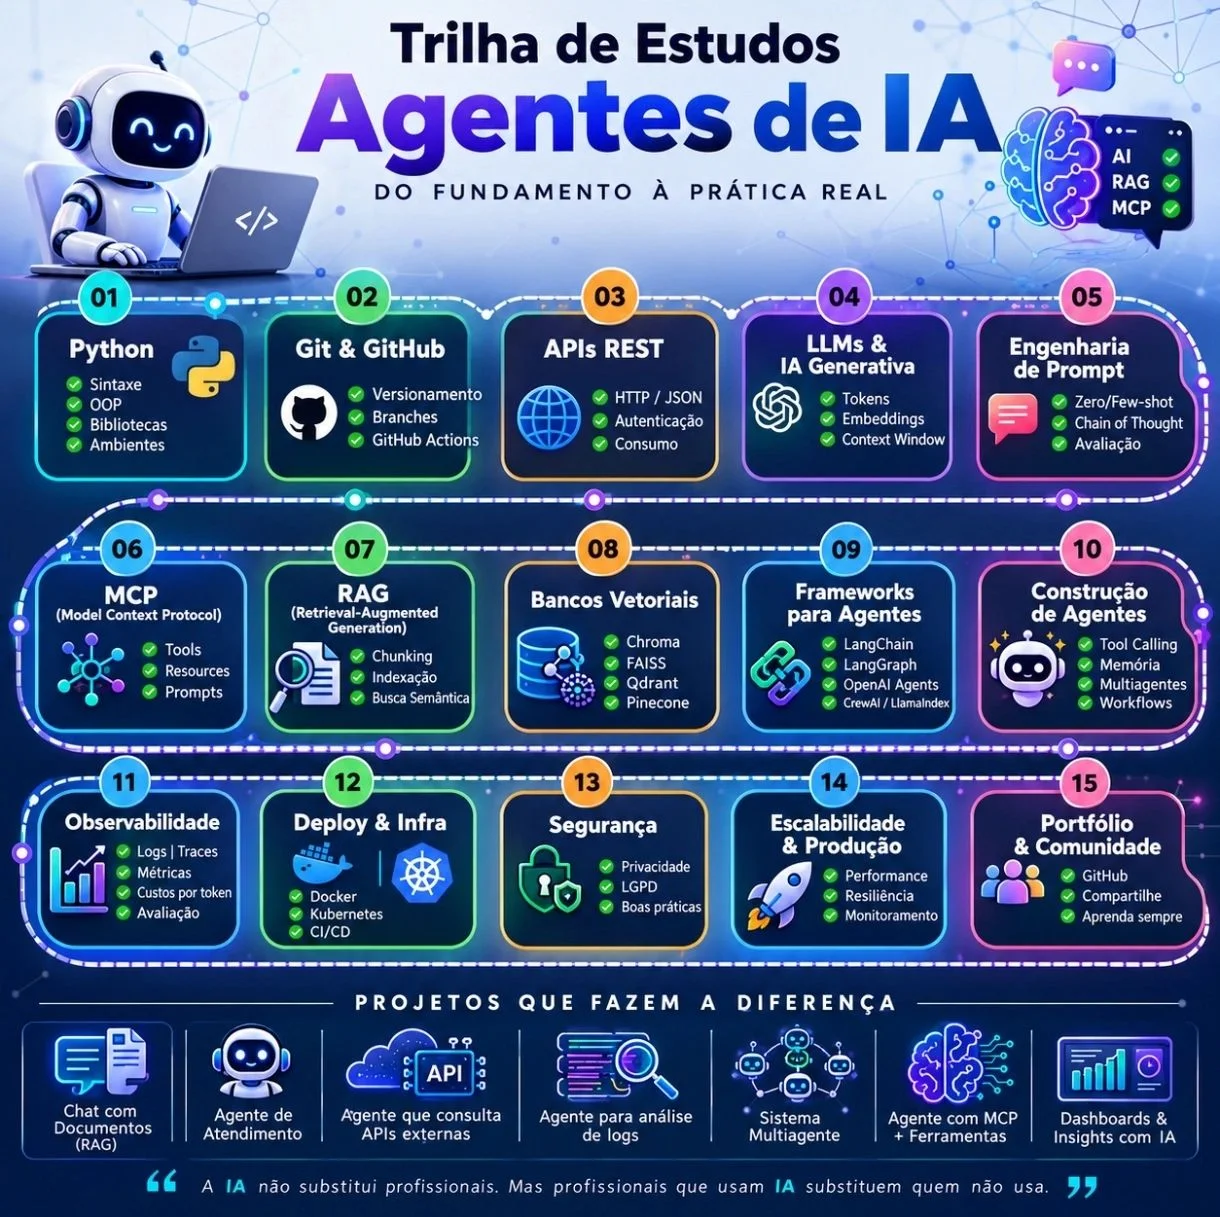 Trilha de Estudos
Agentes de IA
DO FUNDAMENTO À PRÁTICA REAL
</>
AI
RAG
MCP
01
Python
Sintaxe
OOP
Bibliotecas
Ambientes
02
Git & GitHub
Versionamento
Branches
GitHub Actions
03
APIs REST
HTTP / JSON
Autenticação
Consumo
04
LLMs &
IA Generativa
Tokens
Embeddings
Context Window
05
Engenharia
de Prompt
Zero/Few-shot
Chain of Thought
Avaliação
06
MCP
(Model Context Protocol)
Tools
Resources
Prompts
07
RAG
(Retrieval-Augmented
Generation)
Chunking
Indexação
Busca Semântica
08
Bancos Vetoriais
Chroma
FAISS
Qdrant
Pinecone
09
Frameworks
para Agentes
LangChain
LangGraph
OpenAI Agents
CrewAI / LlamaIndex
10
Construção
de Agentes
Tool Calling
Memória
Multiagentes
Workflows
11
Observabilidade
Logs | Traces
Métricas
Custos por token
Avaliação
12
Deploy & Infra
Docker
Kubernetes
CI/CD
13
Segurança
Privacidade
LGPD
Boas práticas
14
Escalabilidade
& Produção
Performance
Resiliência
Monitoramento
15
Portfólio
& Comunidade
GitHub
Compartilhe
Aprenda sempre
PROJETOS QUE FAZEM A DIFERENÇA
Chat com
Documentos
(RAG)
Agente de
Atendimento
API
Agente que consulta
APIs externas
Agente para análise
de logs
Sistema
Multiagente
Agente com MCP
+ Ferramentas
Dashboards &
Insights com IA
“ A IA não substitui profissionais. Mas profissionais que usam IA substituem quem não usa. ”